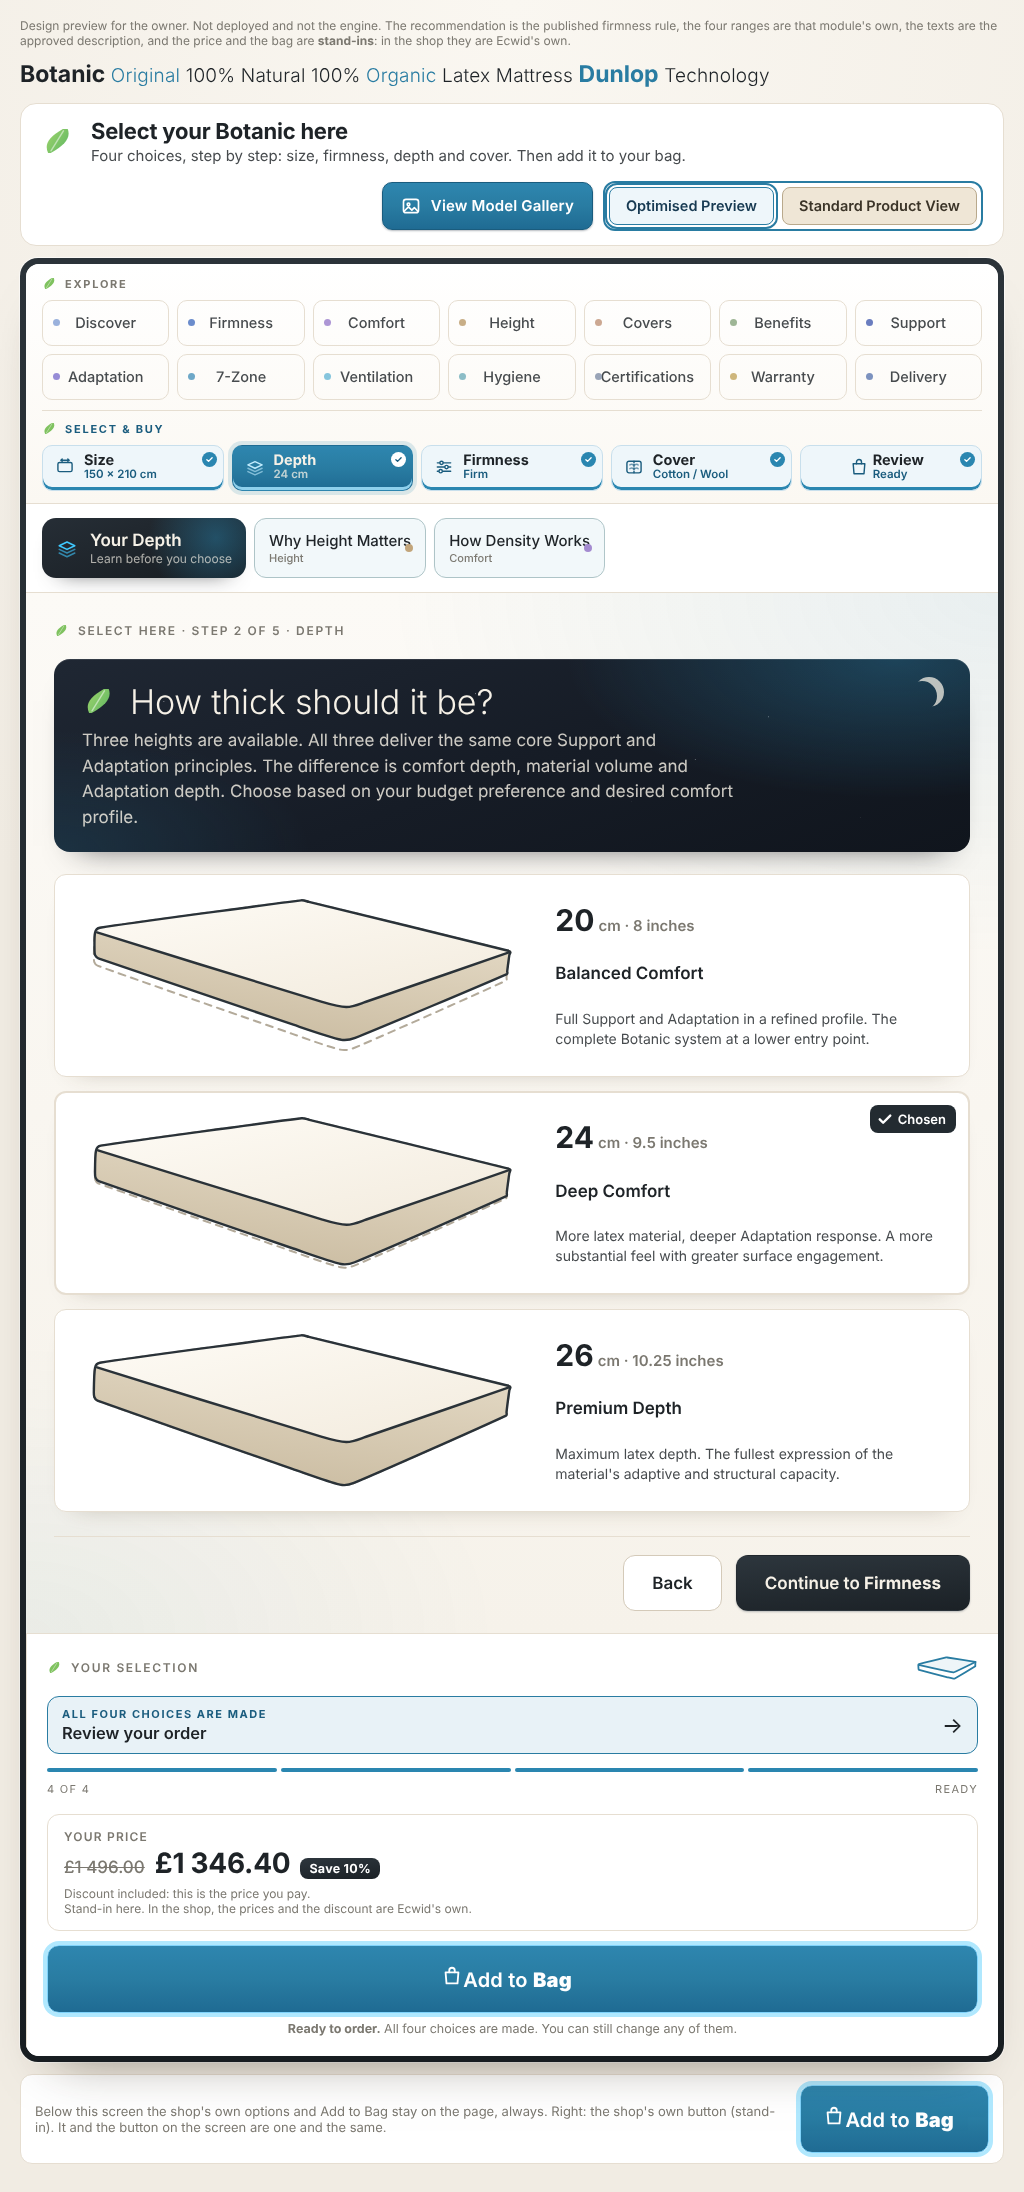 Design preview for the owner. Not deployed and not the engine. The recommendation is the published firmness rule, the four ranges are that module's own, the texts are the
approved description, and the price and the bag are stand-ins: in the shop they are Ecwid's own.
Botanic Original 100% Natural 100% Organic Latex Mattress Dunlop Technology
Select your Botanic here
Four choices, step by step: size, firmness, depth and cover. Then add it to your bag.
View Model Gallery
Optimised Preview
Standard Product View
EXPLORE
Discover
Firmness
Comfort
Height
Covers
Benefits
Support
Adaptation
7-Zone
Ventilation
Hygiene
Certifications
Warranty
Delivery
SELECT & BUY
Size
150 × 210 cm
Depth
24 cm
Firmness
Firm
Cover
Cotton / Wool
Review
Ready
Your Depth
Learn before you choose
Why Height Matters
Height
How Density Works
Comfort
SELECT HERE · STEP 2 OF 5 · DEPTH
How thick should it be?
Three heights are available. All three deliver the same core Support and
Adaptation principles. The difference is comfort depth, material volume and
Adaptation depth. Choose based on your budget preference and desired comfort
profile.
20 cm · 8 inches
Balanced Comfort
Full Support and Adaptation in a refined profile. The
complete Botanic system at a lower entry point.
Chosen
24 cm · 9.5 inches
Deep Comfort
More latex material, deeper Adaptation response. A more
substantial feel with greater surface engagement.
26 cm · 10.25 inches
Premium Depth
Maximum latex depth. The fullest expression of the
material's adaptive and structural capacity.
Back
Continue to Firmness
YOUR SELECTION
ALL FOUR CHOICES ARE MADE
Review your order
4 OF 4
READY
YOUR PRICE
£1 496.00 £1 346.40 Save 10%
Discount included: this is the price you pay.
Stand-in here. In the shop, the prices and the discount are Ecwid's own.
Add to Bag
Ready to order. All four choices are made. You can still change any of them.
Below this screen the shop's own options and Add to Bag stay on the page, always. Right: the shop's own button (stand-
in). It and the button on the screen are one and the same.
Add to Bag